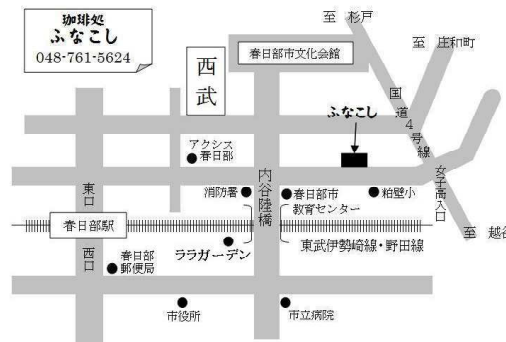 珈琲処
ふなこし
048-761-5624
至 杉戸
至 庄和町
春日部市文化会館
西武
国道4号線
ふなこし
アクシス
春日部
内谷陸橋
女子高入口
東口
消防署
春日部市
教育センター
粕壁小
春日部駅
至 越谷
西口
春日部
郵便局
ララガーデン
東武伊勢崎線・野田線
市役所
市立病院